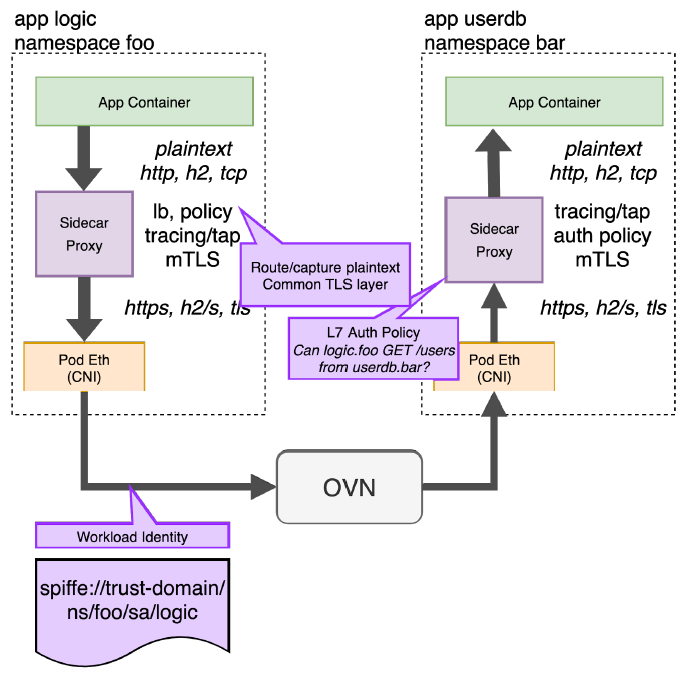 app logic
namespace foo
App Container
plaintext
http, h2, tcp
Sidecar
Proxy
lb, policy
tracing/tap
mTLS
https, h2/s, tls
Pod Eth
(CNI)
app userdb
namespace bar
App Container
plaintext
http, h2, tcp
Sidecar
Proxy
tracing/tap
auth policy
mTLS
https, h2/s, tls
Pod Eth
(CNI)
Route/capture plaintext
Common TLS layer
L7 Auth Policy
Can logic.foo GET /users
from userdb.bar?
OVN
Workload Identity
spiffe://trust-domain/
ns/foo/sa/logic